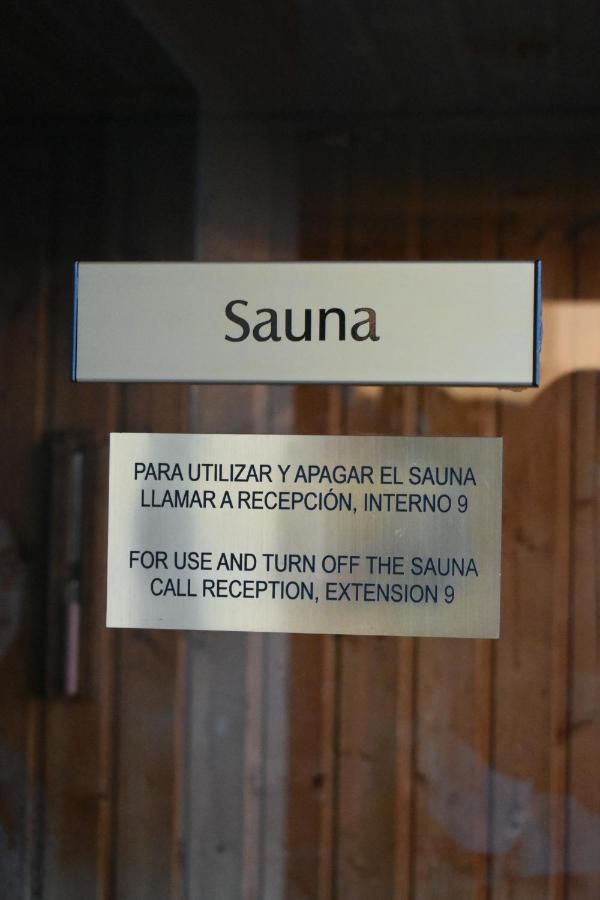 Sauna
PARA UTILIZAR Y APAGAR EL SAUNA
LLAMAR A RECEPCIÓN, INTERNO 9
FOR USE AND TURN OFF THE SAUNA
CALL RECEPTION, EXTENSION 9